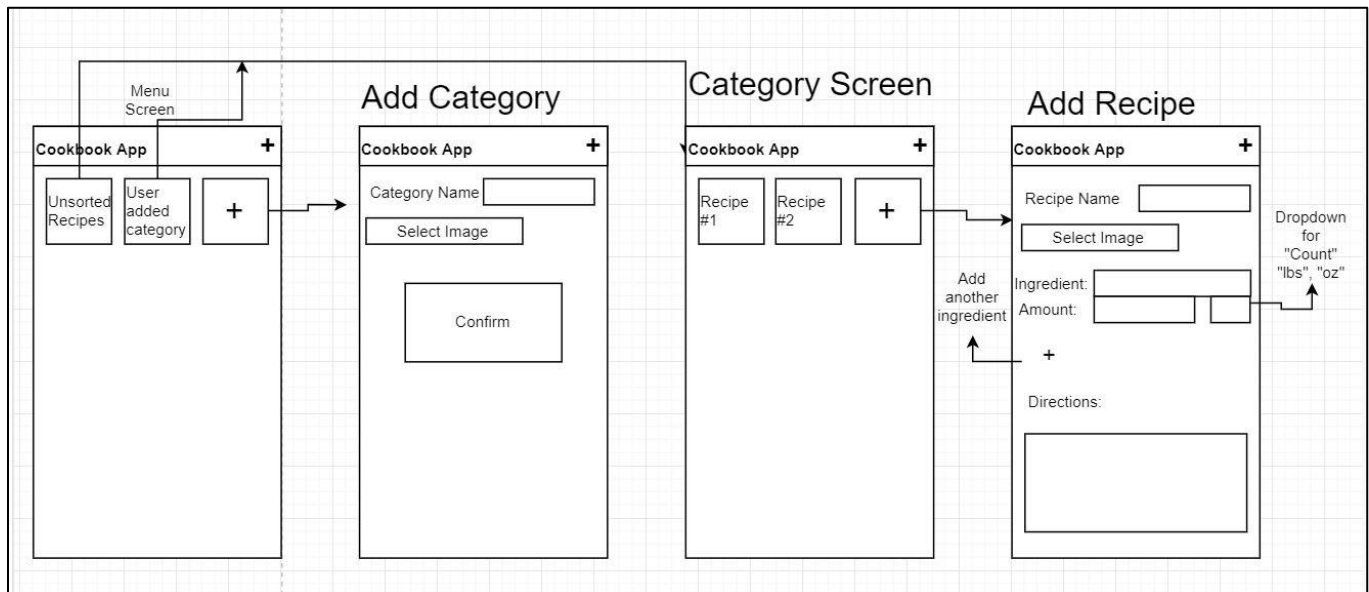 Menu
Screen
Add Category
Category Screen
Add Recipe
Cookbook App +
Unsorted
Recipes
User
added
category
+
Cookbook App +
Category Name
Select Image
Confirm
Cookbook App +
Recipe
#1
Recipe
#2
+
Cookbook App +
Recipe Name
Select Image
Ingredient:
Amount:
+
Directions:
Add
another
ingredient
Dropdown
for
"Count"
"lbs", "oz"